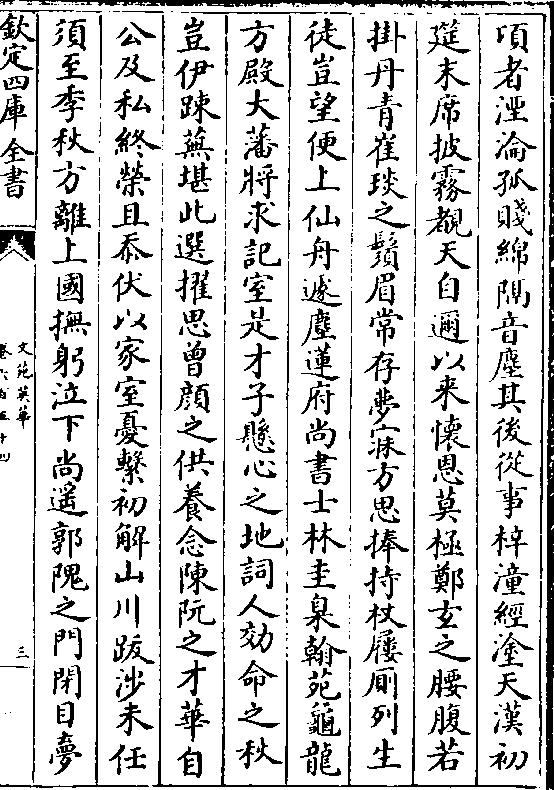 項者湮淪孤賤綿隔音塵其後從事梓潼經塗天漢初
筵末席披霧覩天自邇以来懷恩莫極鄭玄之腰腹若
掛丹青崔琰之鬚眉常存夢寐方思捧持杖屨厠列生
徒豈望便上仙舟遽塵蓮府尚書士林圭臬翰苑龜龍
方殿大藩將求記室是才子懸心之地詞人効命之秋
豈伊踈蕪堪此選擢思曾顔之供養念陳阮之才華自
公及私終榮且忝伏以家室憂繫初解山川跋涉未任
須至季秋方離上國撫躬泣下尚遥郭隗之門閉目夣
欽定四庫全書
文苑英華
卷六百五十四
三